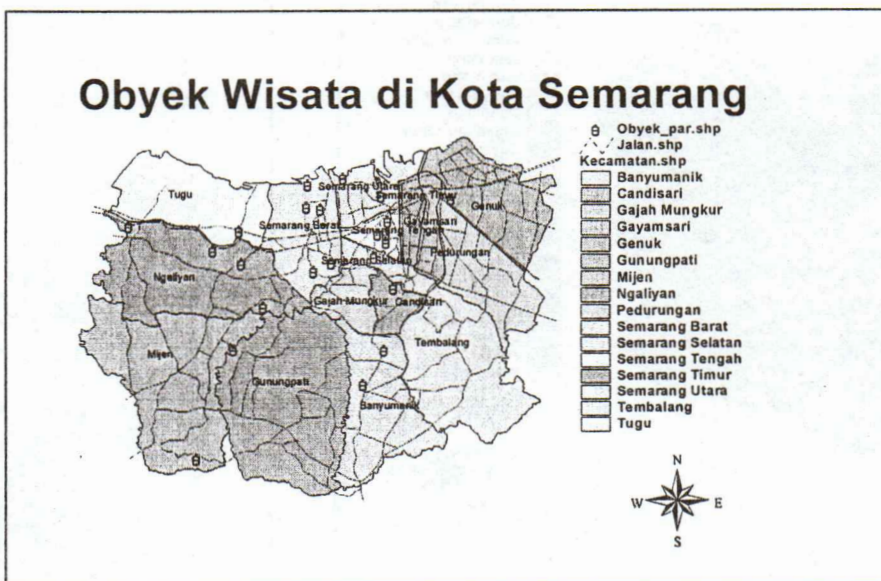 Obyek Wisata di Kota Semarang
Obyek_par.shp
Jalan.shp
Kecamatan.shp
Banyumanik
Candisari
Gajah Mungkur
Gayamsari
Genuk
Gunungpati
Mijen
Ngaliyan
Pedurungan
Semarang Barat
Semarang Selatan
Semarang Tengah
Semarang Timur
Semarang Utara
Tembalang
Tugu
Tugu
Semarang Utara
Semarang Timur
Genuk
Semarang Barat
Gayamsari
Semarang Tengah
Pedurungan
Semarang Selatan
Ngaliyan
Gajah Mungkur
Candisari
Tembalang
Mijen
Gunungpati
Banyumanik
N
W
E
S